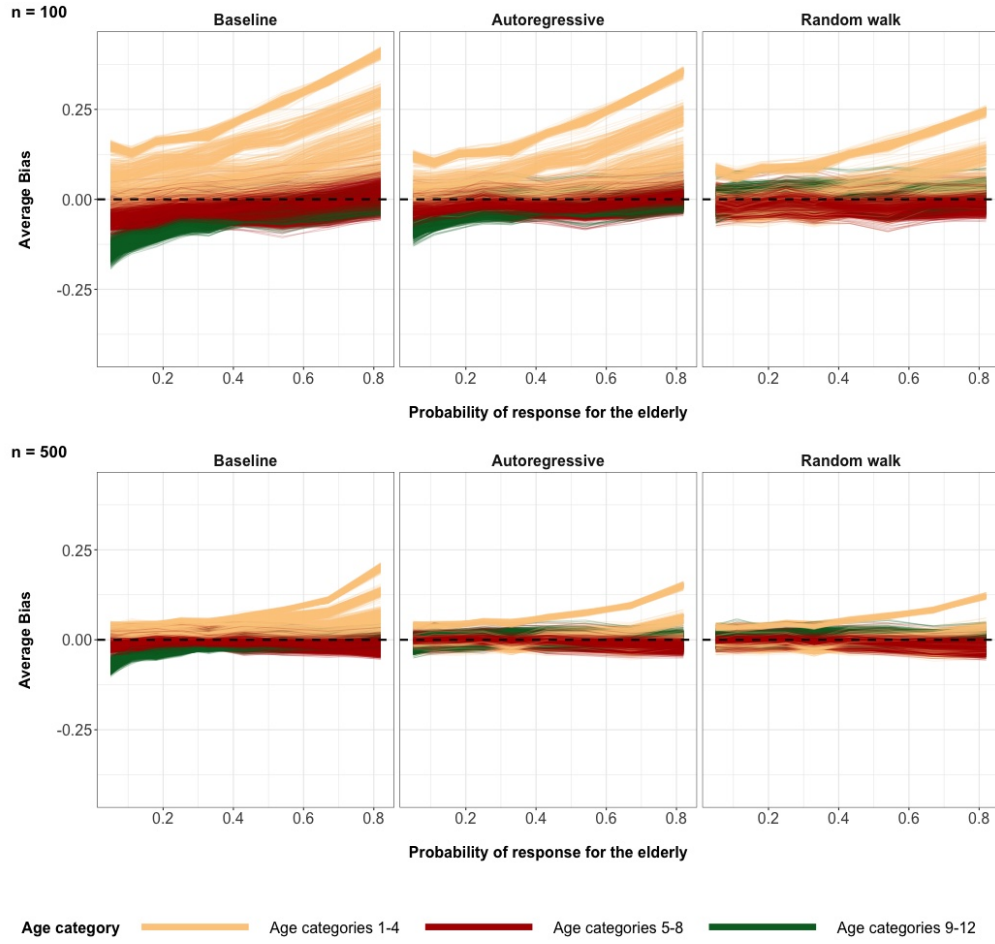 n = 100
Baseline
Autoregressive
Random walk
Average Bias
0.25
0.00
-0.25
0.2 0.4 0.6 0.8
0.2 0.4 0.6 0.8
0.2 0.4 0.6 0.8
Probability of response for the elderly
n = 500
Baseline
Autoregressive
Random walk
Average Bias
0.25
0.00
-0.25
0.2 0.4 0.6 0.8
0.2 0.4 0.6 0.8
0.2 0.4 0.6 0.8
Probability of response for the elderly
Age category Age categories 1-4 Age categories 5-8 Age categories 9-12